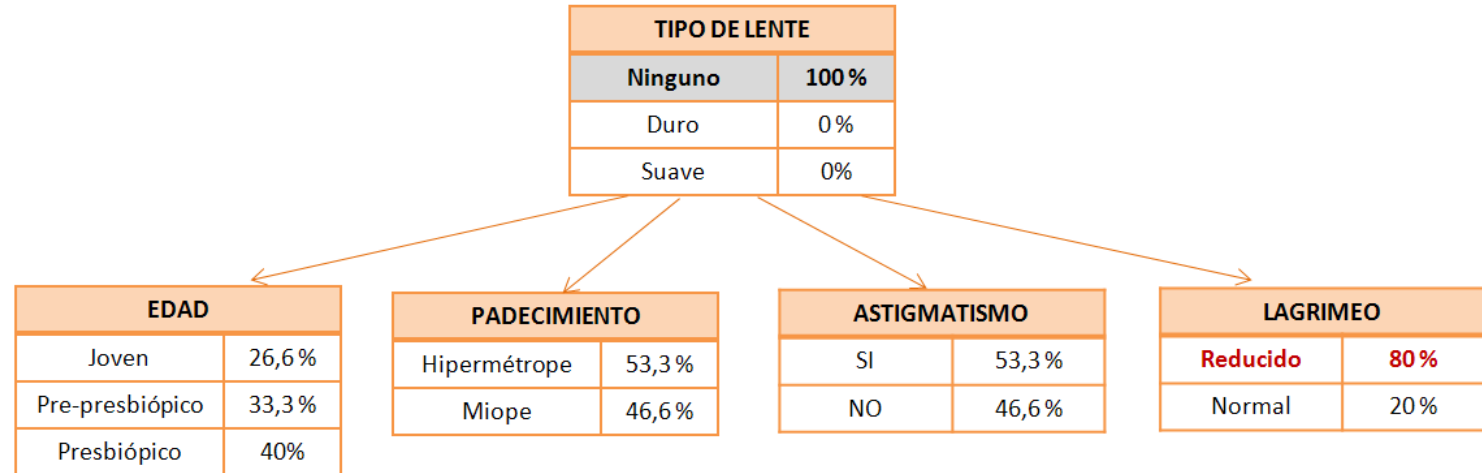 TIPO DE LENTE
Ninguno 100 %
Duro 0 %
Suave 0%
EDAD
Joven 26,6 %
Pre-presbiópico 33,3 %
Presbiópico 40%
PADECIMIENTO
Hipermétrope 53,3 %
Miope 46,6 %
ASTIGMATISMO
SI 53,3 %
NO 46,6 %
LAGRIMEO
Reducido 80 %
Normal 20 %